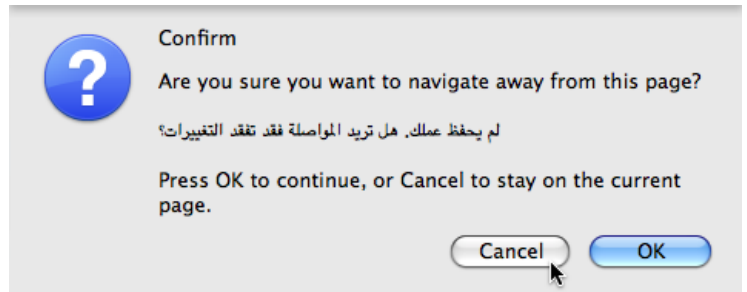 Confirm
Are you sure you want to navigate away from this page?
لم يحفظ عملك. هل تريد المواصلة فقد تفقد التغييرات؟
Press OK to continue, or Cancel to stay on the current
page.
Cancel OK